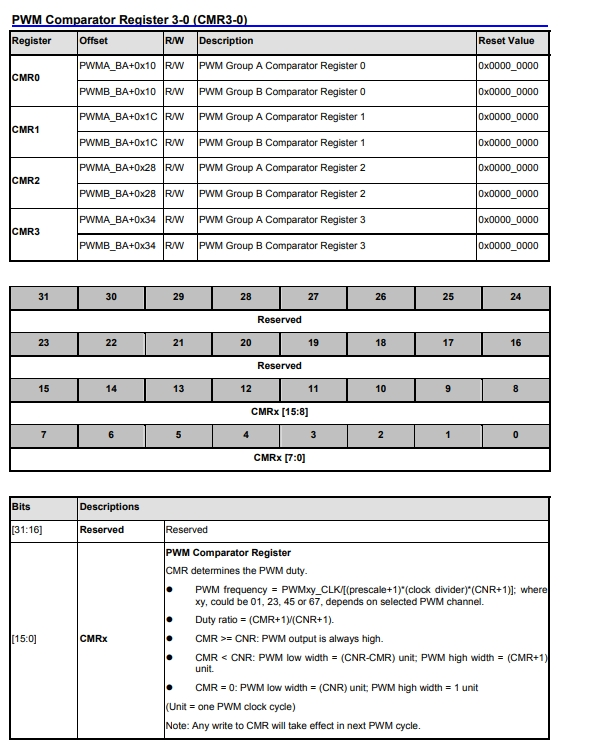 PWM Comparator Register 3-0 (CMR3-0)
Register Offset R/W Description Reset Value
CMR0
PWMA_BA+0x10 R/W PWM Group A Comparator Register 0 0x0000_0000
PWMB_BA+0x10 R/W PWM Group B Comparator Register 0 0x0000_0000
CMR1
PWMA_BA+0x1C R/W PWM Group A Comparator Register 1 0x0000_0000
PWMB_BA+0x1C R/W PWM Group B Comparator Register 1 0x0000_0000
CMR2
PWMA_BA+0x28 R/W PWM Group A Comparator Register 2 0x0000_0000
PWMB_BA+0x28 R/W PWM Group B Comparator Register 2 0x0000_0000
CMR3
PWMA_BA+0x34 R/W PWM Group A Comparator Register 3 0x0000_0000
PWMB_BA+0x34 R/W PWM Group B Comparator Register 3 0x0000_0000
31 30 29 28 27 26 25 24
Reserved
23 22 21 20 19 18 17 16
Reserved
15 14 13 12 11 10 9 8
CMRx [15:8]
7 6 5 4 3 2 1 0
CMRx [7:0]
Bits Descriptions
[31:16] Reserved Reserved
[15:0] CMRx
PWM Comparator Register
CMR determines the PWM duty.
● PWM frequency = PWMxy_CLK/[(prescale+1)*(clock divider)*(CNR+1)]; where
xy, could be 01, 23, 45 or 67, depends on selected PWM channel.
● Duty ratio = (CMR+1)/(CNR+1).
● CMR >= CNR: PWM output is always high.
● CMR < CNR: PWM low width = (CNR-CMR) unit; PWM high width = (CMR+1)
unit.
● CMR = 0: PWM low width = (CNR) unit; PWM high width = 1 unit
(Unit = one PWM clock cycle)
Note: Any write to CMR will take effect in next PWM cycle.